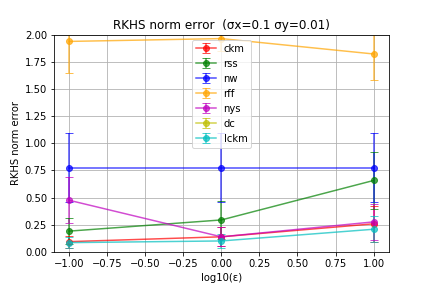 RKHS norm error (σx=0.1 σy=0.01)
2.00
1.75
1.50
1.25
1.00
0.75
0.50
0.25
0.00
RKHS norm error
ckm
rss
nw
rff
nys
dc
lckm
−1.00 −0.75 −0.50 −0.25 0.00 0.25 0.50 0.75 1.00
log10(ε)